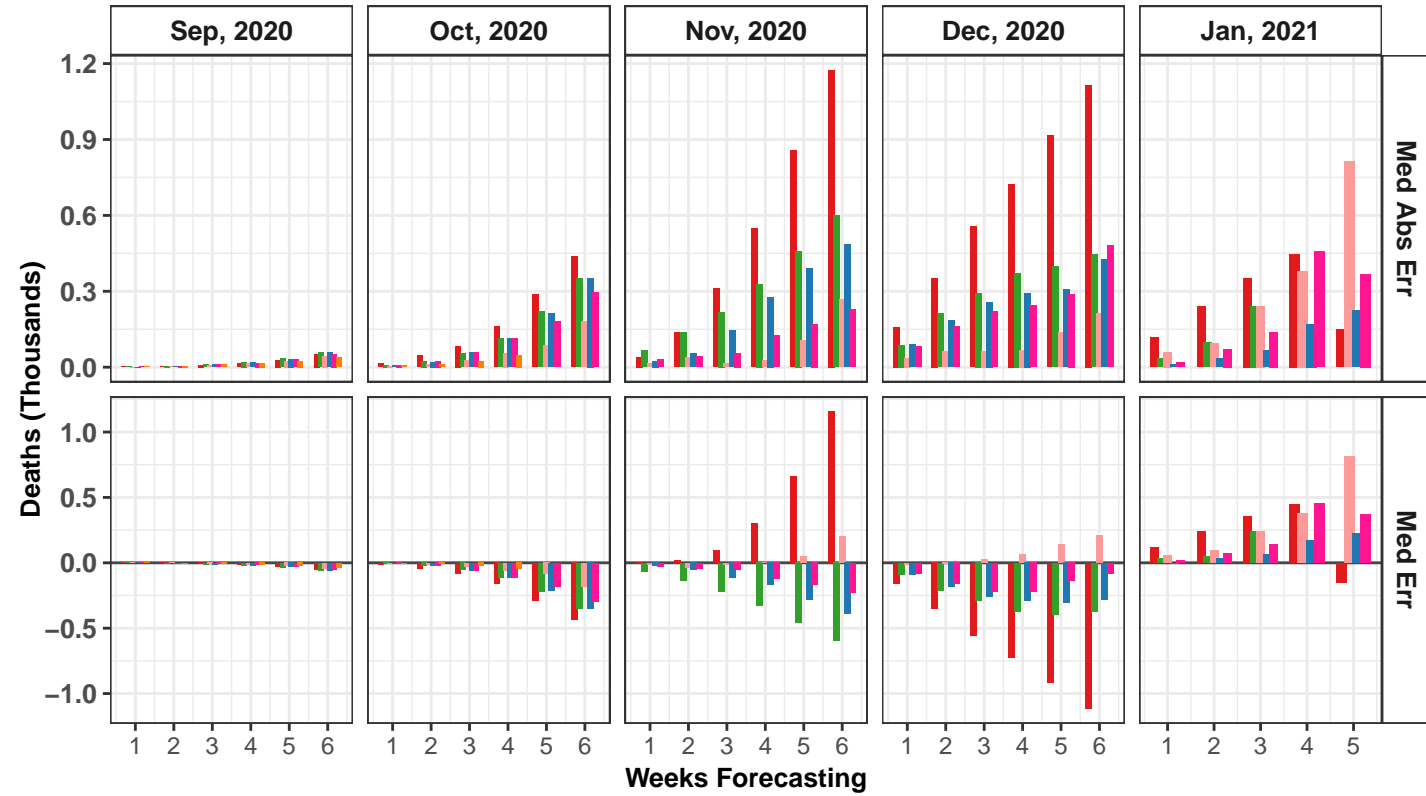 Sep, 2020 Oct, 2020 Nov, 2020 Dec, 2020 Jan, 2021
1.2
0.9
0.6
0.3
0.0
Med Abs Err
Deaths (Thousands)
1.0
0.5
0.0
−0.5
−1.0
Med Err
1 2 3 4 5 6 1 2 3 4 5 6 1 2 3 4 5 6 1 2 3 4 5 6 1 2 3 4 5
Weeks Forecasting